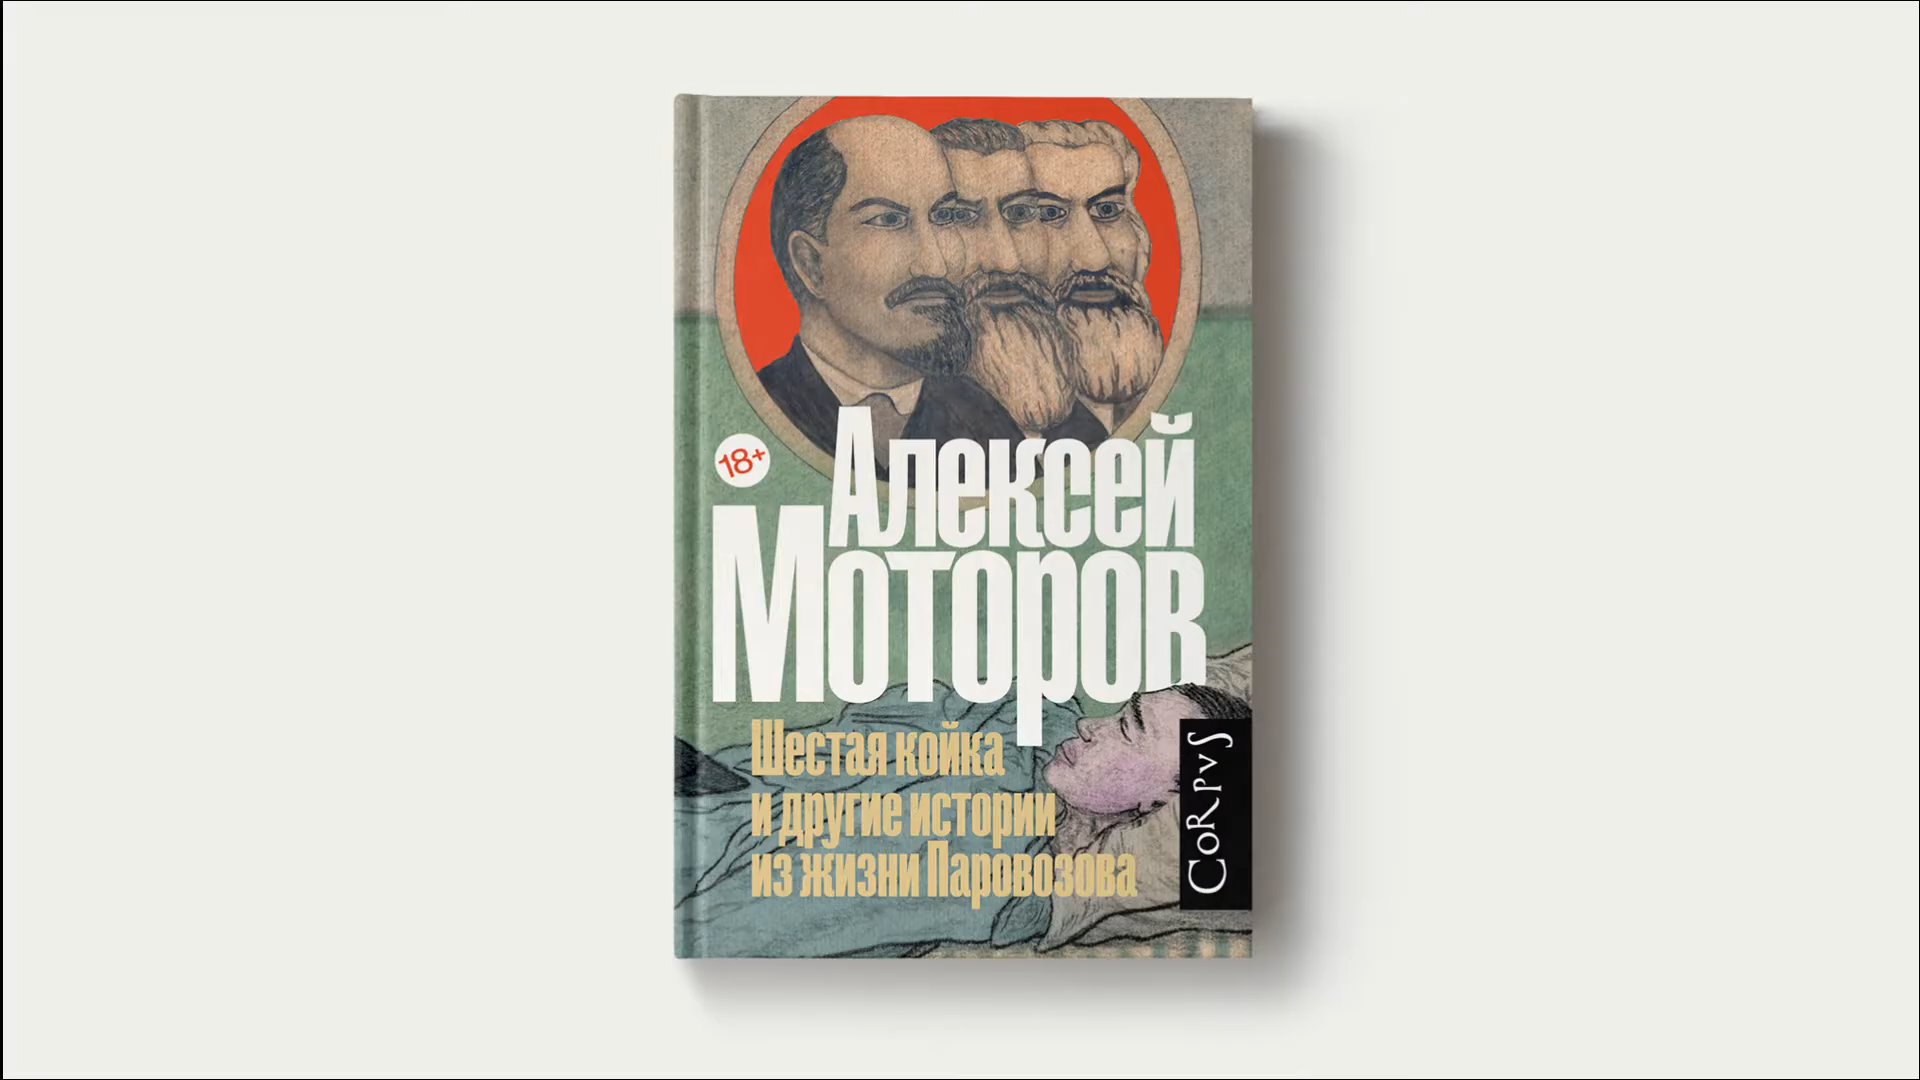 18+
Алексей
Моторов
Шестая койка
и другие истории
из жизни Паровозова
CORPVS